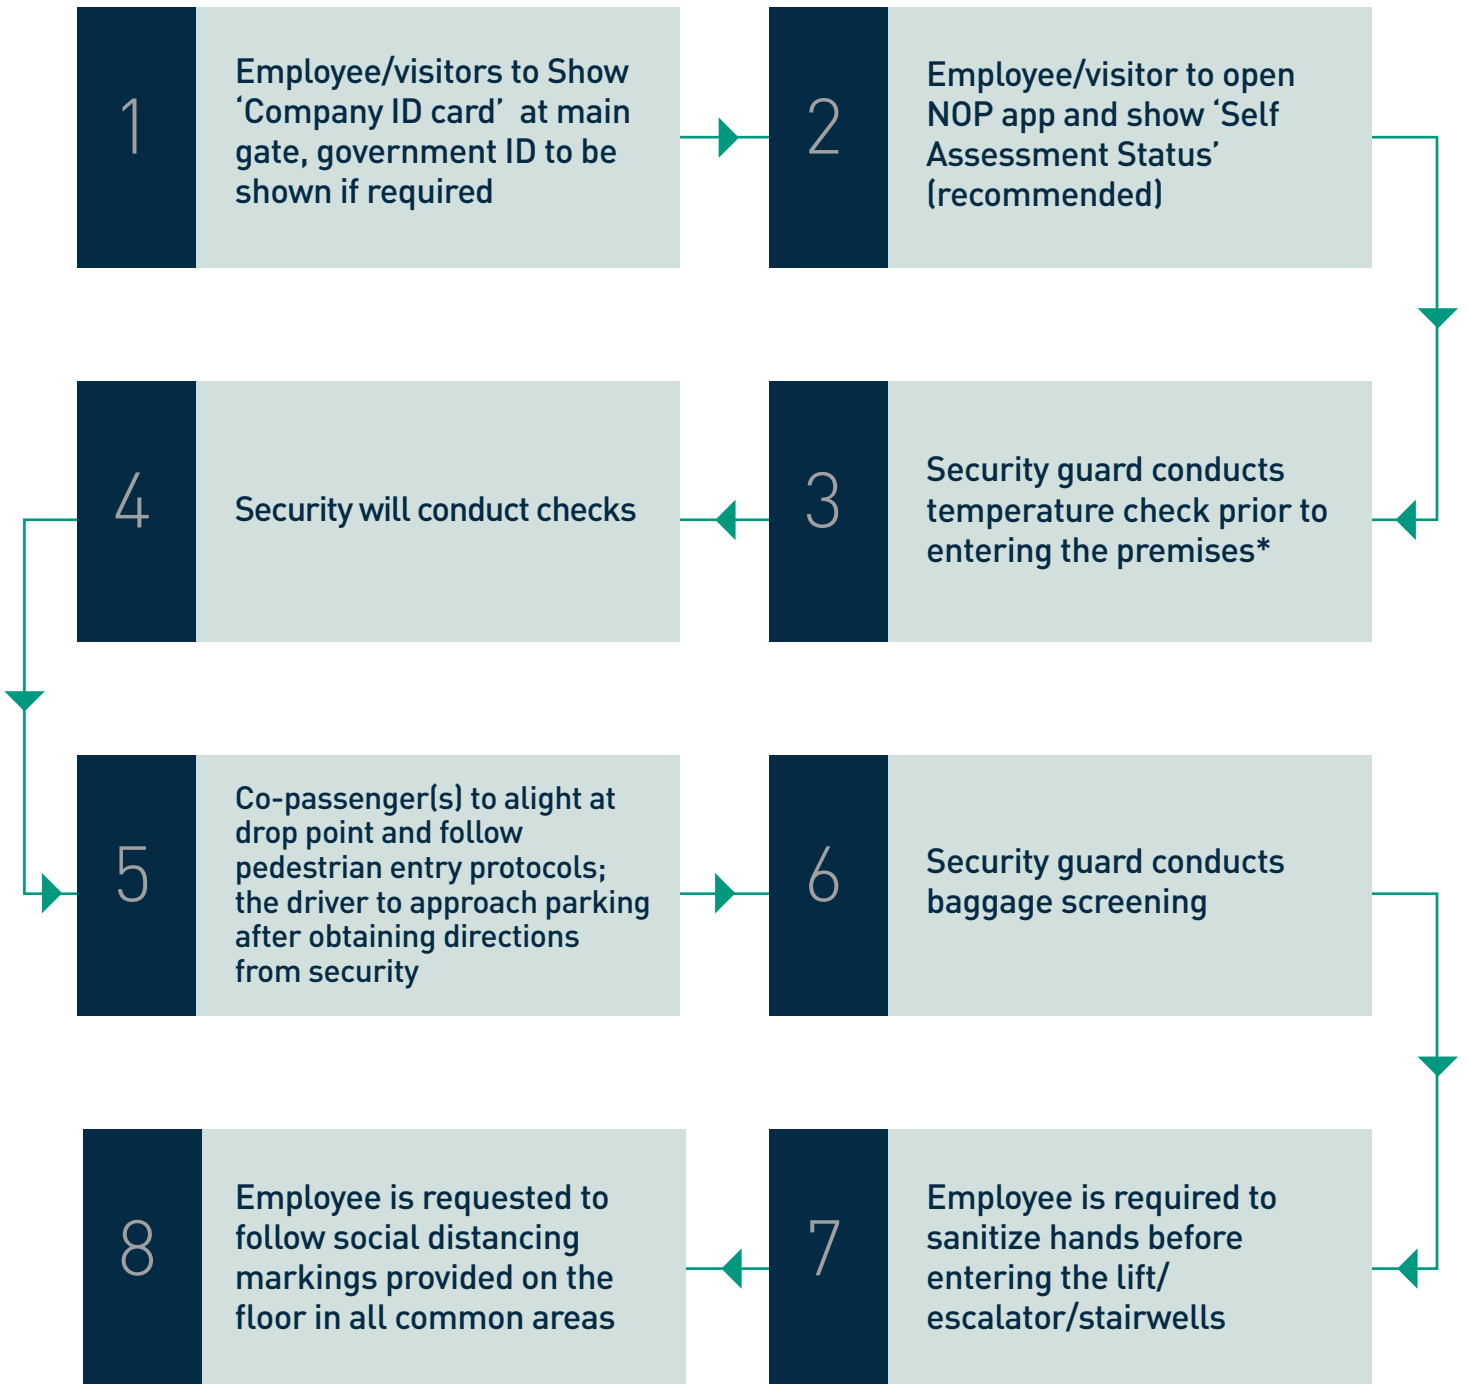 1
Employee/visitors to Show
‘Company ID card’ at main
gate, government ID to be
shown if required
2
Employee/visitor to open
NOP app and show ‘Self
Assessment Status’
(recommended)
3
Security guard conducts
temperature check prior to
entering the premises*
4
Security will conduct checks
5
Co-passenger(s) to alight at
drop point and follow
pedestrian entry protocols;
the driver to approach parking
after obtaining directions
from security
6
Security guard conducts
baggage screening
7
Employee is required to
sanitize hands before
entering the lift/
escalator/stairwells
8
Employee is requested to
follow social distancing
markings provided on the
floor in all common areas